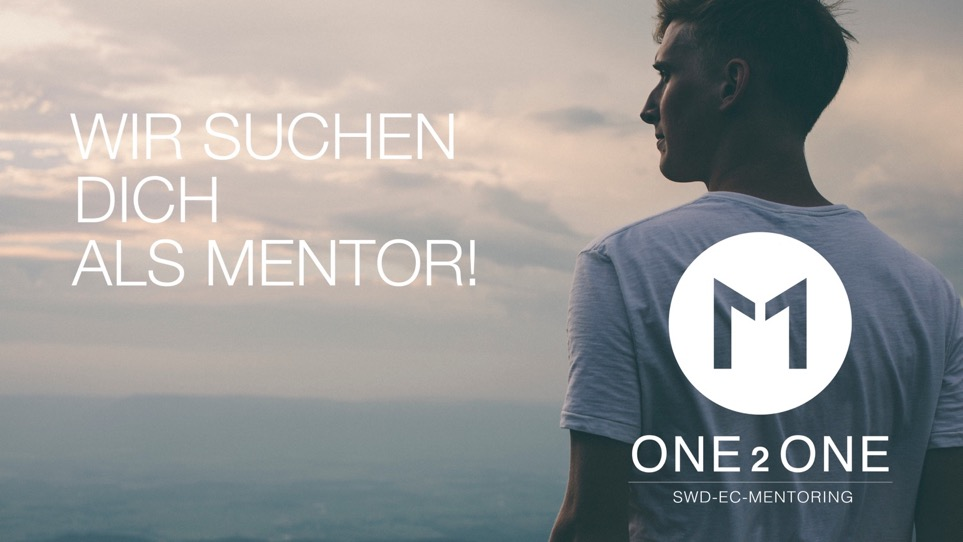 WIR SUCHEN
DICH
ALS MENTOR!
M
ONE 2 ONE
SWD-EC-MENTORING